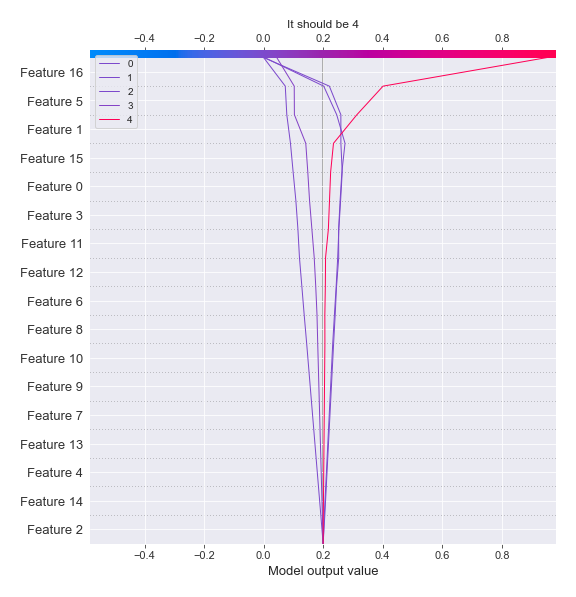 It should be 4
−0.4 −0.2 0.0 0.2 0.4 0.6 0.8
0
1
2
3
4
Feature 16
Feature 5
Feature 1
Feature 15
Feature 0
Feature 3
Feature 11
Feature 12
Feature 6
Feature 8
Feature 10
Feature 9
Feature 7
Feature 13
Feature 4
Feature 14
Feature 2
−0.4 −0.2 0.0 0.2 0.4 0.6 0.8
Model output value